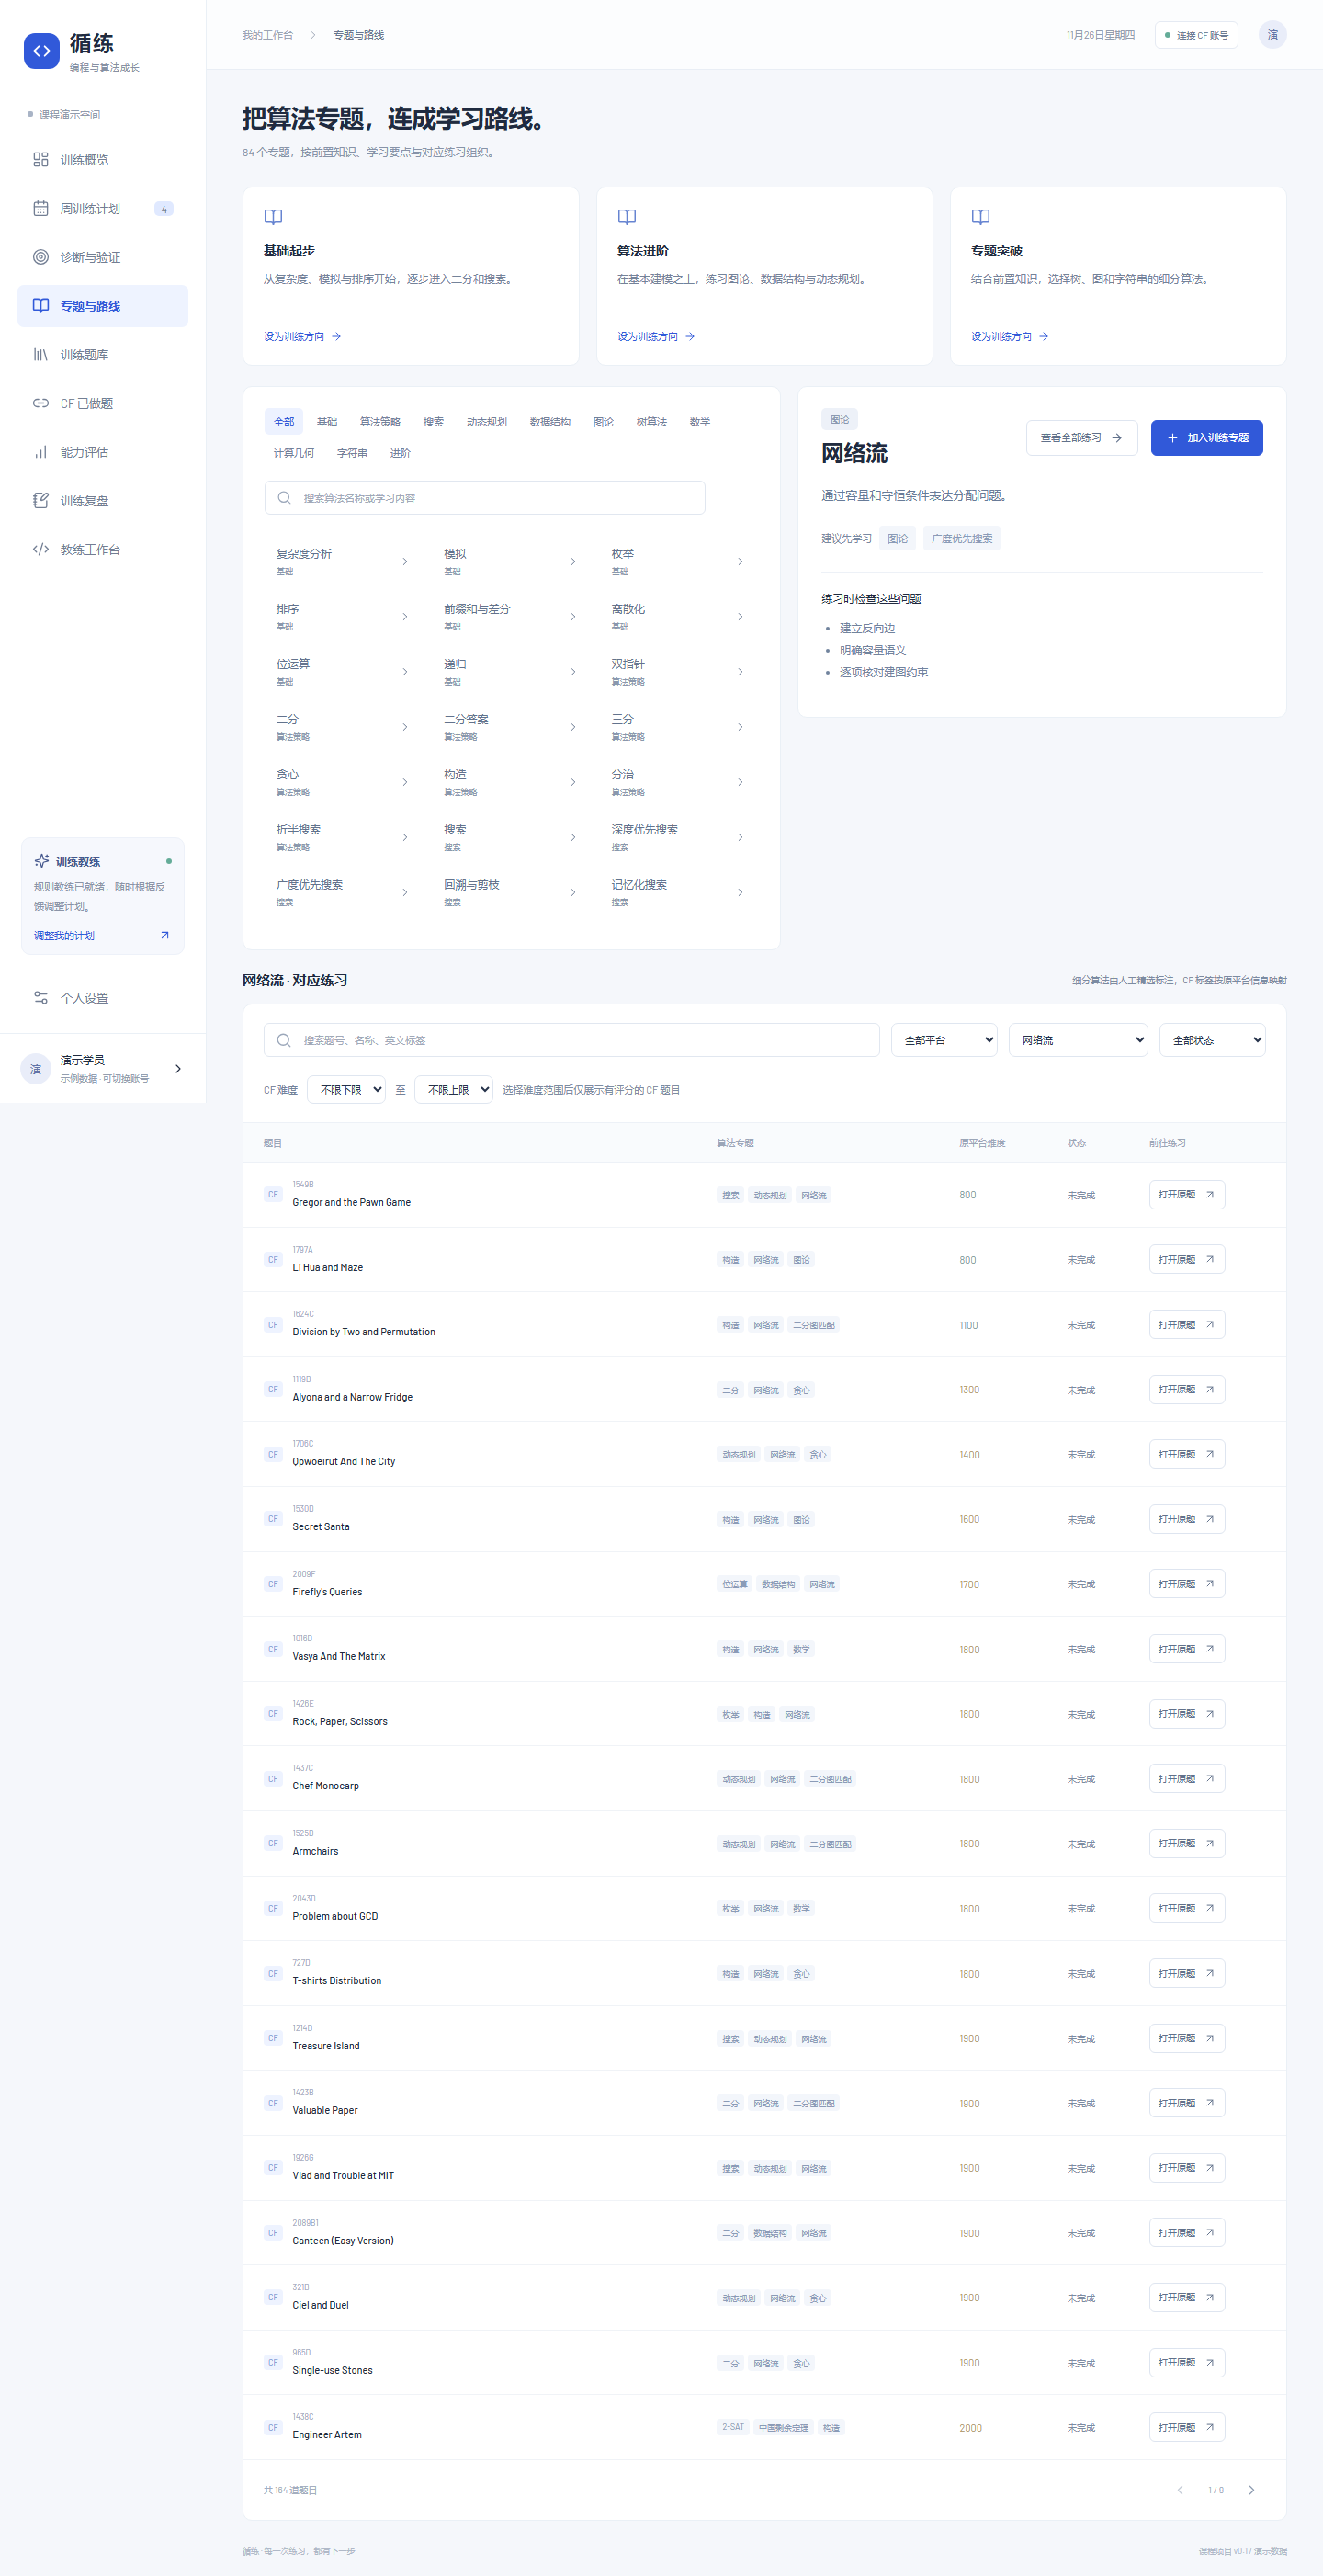 循练
编程与算法成长
课程演示空间
训练概览
周训练计划 4
诊断与验证
专题与路线
训练题库
CF 已做题
能力评估
训练复盘
教练工作台
训练教练
规则教练已就绪，随时根据反
馈调整计划。
调整我的计划
个人设置
演 演示学员
示例数据 · 可切换账号
我的工作台 专题与路线 11月26日星期四 连接 CF 账号 演
把算法专题，连成学习路线。
84 个专题，按前置知识、学习要点与对应练习组织。
基础起步
从复杂度、模拟与排序开始，逐步进入二分和搜索。
设为训练方向
算法进阶
在基本建模之上，练习图论、数据结构与动态规划。
设为训练方向
专题突破
结合前置知识，选择树、图和字符串的细分算法。
设为训练方向
全部 基础 算法策略 搜索 动态规划 数据结构 图论 树算法 数学
计算几何 字符串 进阶
搜索算法名称或学习内容
复杂度分析 模拟 枚举
基础 基础 基础
排序 前缀和与差分 离散化
基础 基础 基础
位运算 递归 双指针
基础 基础 算法策略
二分 二分答案 三分
算法策略 算法策略 算法策略
贪心 构造 分治
算法策略 算法策略 算法策略
折半搜索 搜索 深度优先搜索
算法策略 搜索 搜索
广度优先搜索 回溯与剪枝 记忆化搜索
搜索 搜索 搜索
图论
网络流
查看全部练习 加入训练专题
通过容量和守恒条件表达分配问题。
建议先学习 图论 广度优先搜索
练习时检查这些问题
• 建立反向边
• 明确容量语义
• 逐项核对建图约束
网络流 · 对应练习 细分算法由人工精选标注，CF 标签按原平台信息映射
搜索题号、名称、英文标签 全部平台 网络流 全部状态
CF 难度 不限下限 至 不限上限 选择难度范围后仅展示有评分的 CF 题目
题目 算法专题 原平台难度 状态 前往练习
1549B
CF Gregor and the Pawn Game 搜索 动态规划 网络流 800 未完成 打开原题
1797A
CF Li Hua and Maze 构造 网络流 图论 800 未完成 打开原题
1624C
CF Division by Two and Permutation 构造 网络流 二分图匹配 1100 未完成 打开原题
1119B
CF Alyona and a Narrow Fridge 二分 网络流 贪心 1300 未完成 打开原题
1706C
CF Qpwoeirut And The City 动态规划 网络流 贪心 1400 未完成 打开原题
1530D
CF Secret Santa 构造 网络流 图论 1600 未完成 打开原题
2009F
CF Firefly's Queries 位运算 数据结构 网络流 1700 未完成 打开原题
1016D
CF Vasya And The Matrix 构造 网络流 数学 1800 未完成 打开原题
1426E
CF Rock, Paper, Scissors 枚举 构造 网络流 1800 未完成 打开原题
1437C
CF Chef Monocarp 动态规划 网络流 二分图匹配 1800 未完成 打开原题
1525D
CF Armchairs 动态规划 网络流 二分图匹配 1800 未完成 打开原题
2043D
CF Problem about GCD 枚举 网络流 数学 1800 未完成 打开原题
727D
CF T-shirts Distribution 构造 网络流 贪心 1800 未完成 打开原题
1214D
CF Treasure Island 搜索 动态规划 网络流 1900 未完成 打开原题
1423B
CF Valuable Paper 二分 网络流 二分图匹配 1900 未完成 打开原题
1926G
CF Vlad and Trouble at MIT 搜索 动态规划 网络流 1900 未完成 打开原题
2089B1
CF Canteen (Easy Version) 二分 数据结构 网络流 1900 未完成 打开原题
321B
CF Ciel and Duel 动态规划 网络流 贪心 1900 未完成 打开原题
965D
CF Single-use Stones 二分 网络流 贪心 1900 未完成 打开原题
1438C
CF Engineer Artem 2-SAT 中国剩余定理 构造 2000 未完成 打开原题
共 164 道题目 1 / 9
循练 · 每一次练习，都有下一步 课程项目 v0.1 / 演示数据